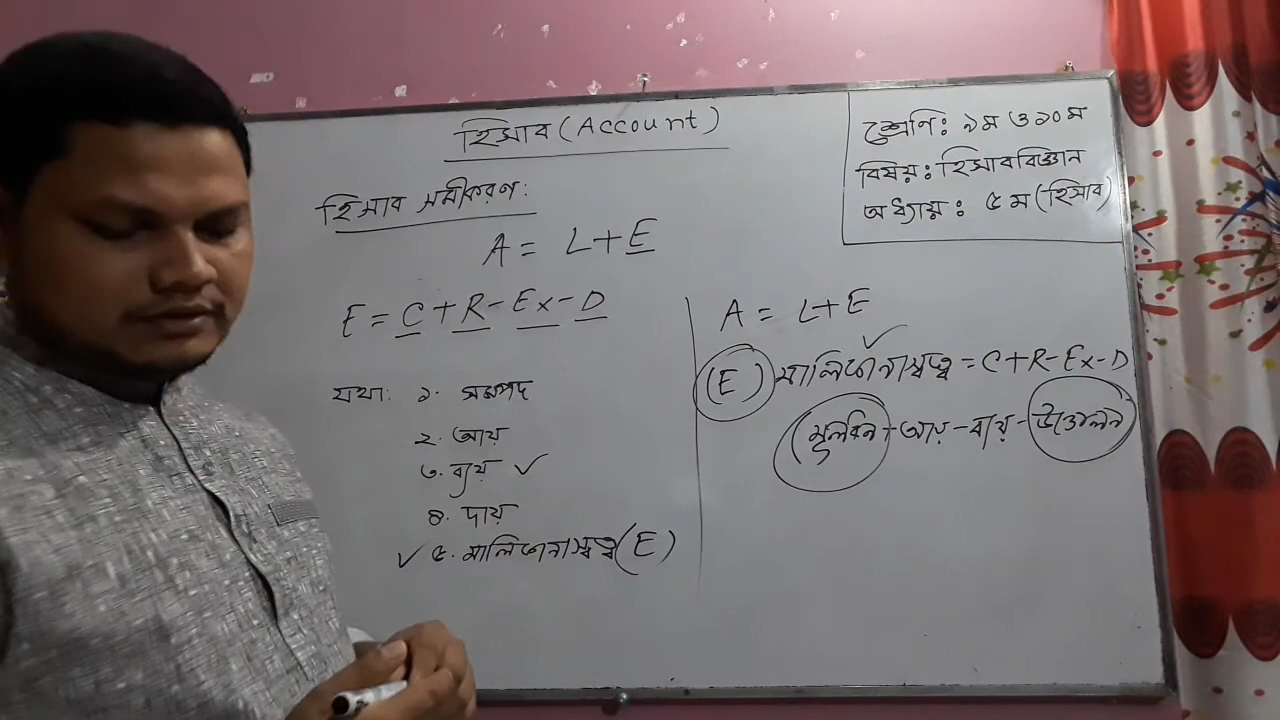 হিসাব (Account)
শ্রেণি: ৯ম ও ১০ম
বিষয়: হিসাববিজ্ঞান
অধ্যায়: ৫ম (হিসাব)
হিসাব সমীকরণ:
A = L+E
E = C+R-Ex-D
যথা: ১. সম্পদ
২. আয়
৩. ব্যয় ✓
৪. দায়
✓ ৫. মালিকানাস্বত্ব (E)
A = L+E
(E) মালিকানাস্বত্ব = C+R-Ex-D
(মূলধন+আয়-ব্যয়-উত্তোলন)